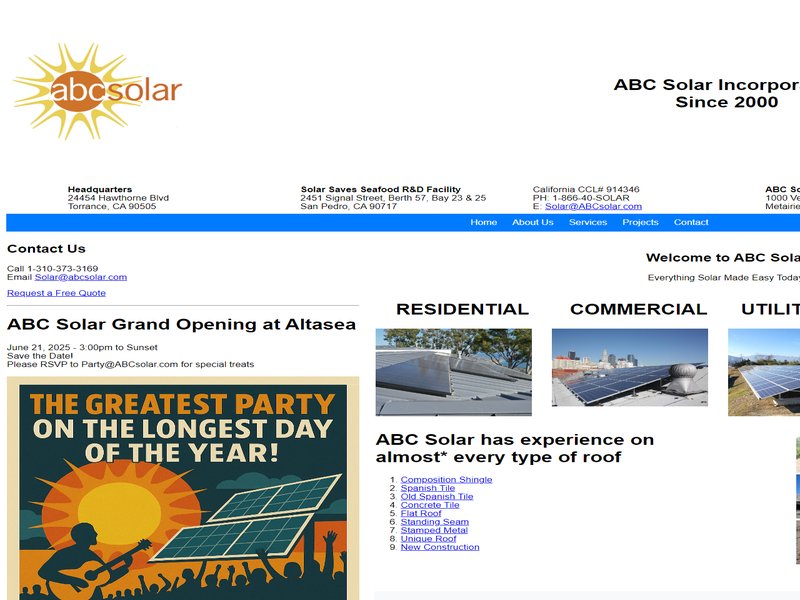 abcsolar
ABC Solar Incorpora
Since 2000
Headquarters
24454 Hawthorne Blvd
Torrance, CA 90505
Solar Saves Seafood R&D Facility
2451 Signal Street, Berth 57, Bay 23 & 25
San Pedro, CA 90717
California CCL# 914346
PH: 1-866-40-SOLAR
E: Solar@ABCsolar.com
ABC So
1000 Ve
Metairie
Home About Us Services Projects Contact
Contact Us
Call 1-310-373-3169
Email Solar@abcsolar.com
Request a Free Quote
ABC Solar Grand Opening at Altasea
June 21, 2025 - 3:00pm to Sunset
Save the Date!
Please RSVP to Party@ABCsolar.com for special treats
THE GREATEST PARTY
ON THE LONGEST DAY
OF THE YEAR!
Welcome to ABC Sola
Everything Solar Made Easy Today
RESIDENTIAL
COMMERCIAL
UTILIT
ABC Solar has experience on
almost* every type of roof
1. Composition Shingle
2. Spanish Tile
3. Old Spanish Tile
4. Concrete Tile
5. Flat Roof
6. Standing Seam
7. Stamped Metal
8. Unique Roof
9. New Construction